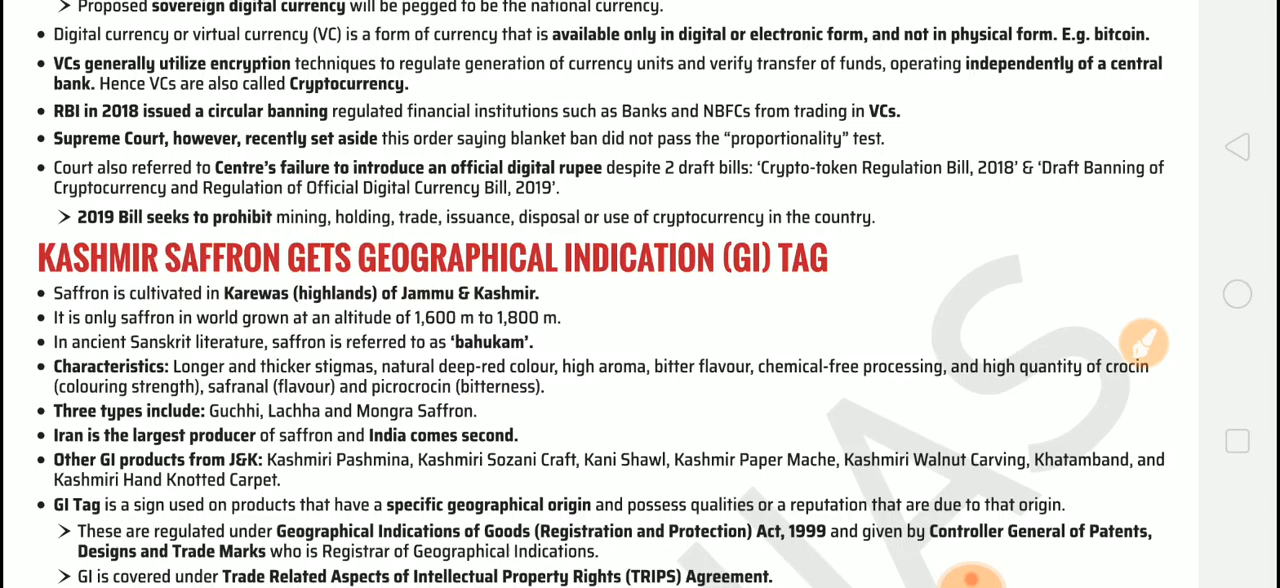 ➢ Proposed sovereign digital currency will be pegged to be the national currency.
• Digital currency or virtual currency (VC) is a form of currency that is available only in digital or electronic form, and not in physical form. E.g. bitcoin.
• VCs generally utilize encryption techniques to regulate generation of currency units and verify transfer of funds, operating independently of a central
bank. Hence VCs are also called Cryptocurrency.
• RBI in 2018 issued a circular banning regulated financial institutions such as Banks and NBFCs from trading in VCs.
• Supreme Court, however, recently set aside this order saying blanket ban did not pass the “proportionality” test.
• Court also referred to Centre’s failure to introduce an official digital rupee despite 2 draft bills: ‘Crypto-token Regulation Bill, 2018’ & ‘Draft Banning of
Cryptocurrency and Regulation of Official Digital Currency Bill, 2019’.
➢ 2019 Bill seeks to prohibit mining, holding, trade, issuance, disposal or use of cryptocurrency in the country.
KASHMIR SAFFRON GETS GEOGRAPHICAL INDICATION (GI) TAG
• Saffron is cultivated in Karewas (highlands) of Jammu & Kashmir.
• It is only saffron in world grown at an altitude of 1,600 m to 1,800 m.
• In ancient Sanskrit literature, saffron is referred to as ‘bahukam’.
• Characteristics: Longer and thicker stigmas, natural deep-red colour, high aroma, bitter flavour, chemical-free processing, and high quantity of crocin
(colouring strength), safranal (flavour) and picrocrocin (bitterness).
• Three types include: Guchhi, Lachha and Mongra Saffron.
• Iran is the largest producer of saffron and India comes second.
• Other GI products from J&K: Kashmiri Pashmina, Kashmiri Sozani Craft, Kani Shawl, Kashmir Paper Mache, Kashmiri Walnut Carving, Khatamband, and
Kashmiri Hand Knotted Carpet.
• GI Tag is a sign used on products that have a specific geographical origin and possess qualities or a reputation that are due to that origin.
➢ These are regulated under Geographical Indications of Goods (Registration and Protection) Act, 1999 and given by Controller General of Patents,
Designs and Trade Marks who is Registrar of Geographical Indications.
➢ GI is covered under Trade Related Aspects of Intellectual Property Rights (TRIPS) Agreement.
IAS